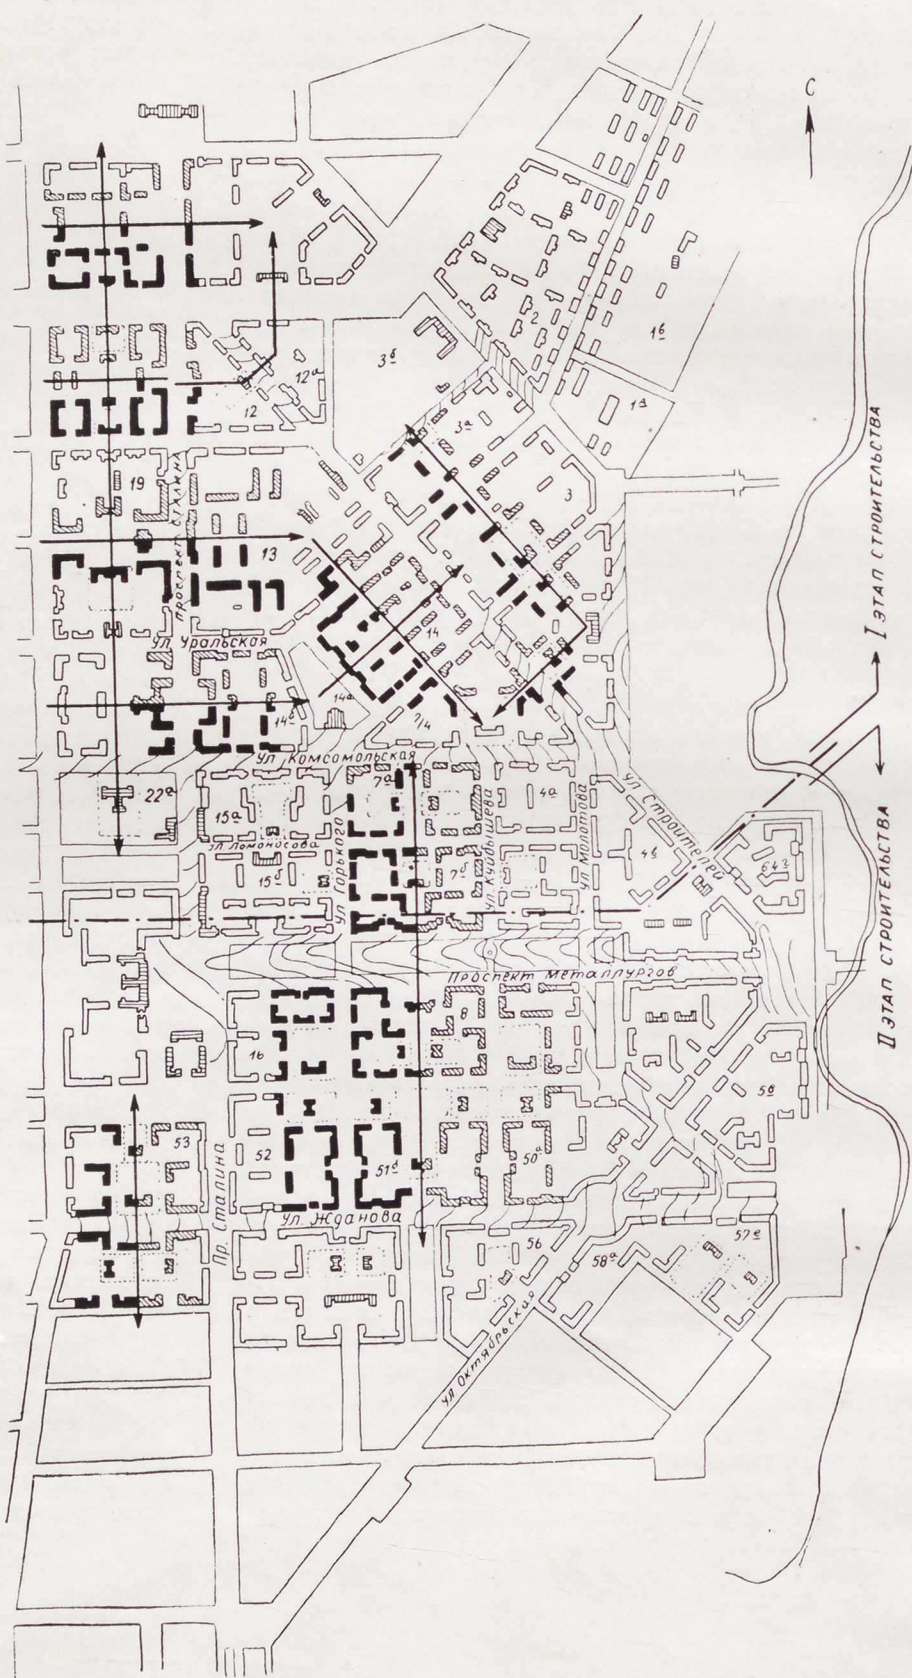 С
2
1б
3б
12а
12
3а
1а
19
ПРОСПЕКТ СТАЛИНА
3
13
I ЭТАП СТРОИТЕЛЬСТВА
14
Ул Уральская
14а
14б
Ул Комсомольская
22а
15а
7а
4а
Ул Строителей
ул Ломоносова
Ул Горького
ул Куйбышева
ул Молотова
4б
15б
7б
II ЭТАП СТРОИТЕЛЬСТВА
Проспект Металлургов
8
16
5б
53
52
51б
50а
Пр. Сталина
Ул. Жданова
56
58а
57а
ул Октябрьская